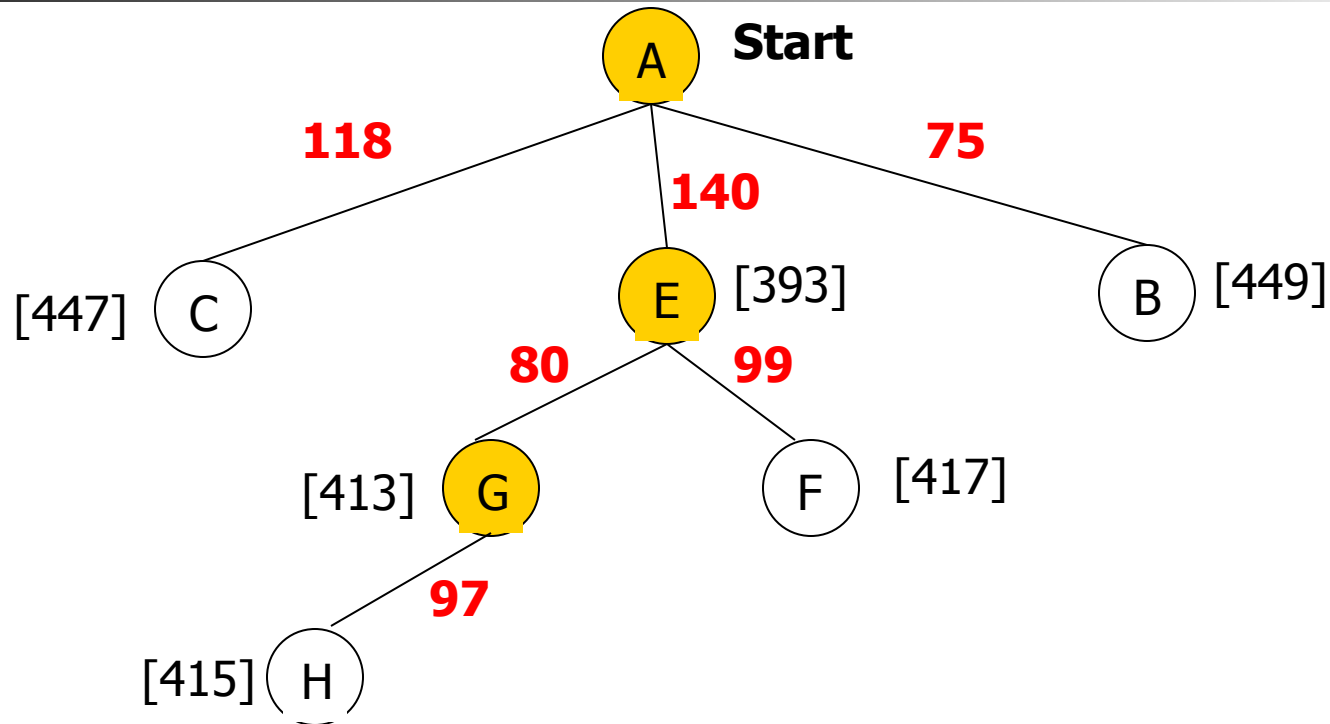 A Start
118
75
140
[447] C
E [393]
B [449]
80
99
[413] G
F [417]
97
[415] H